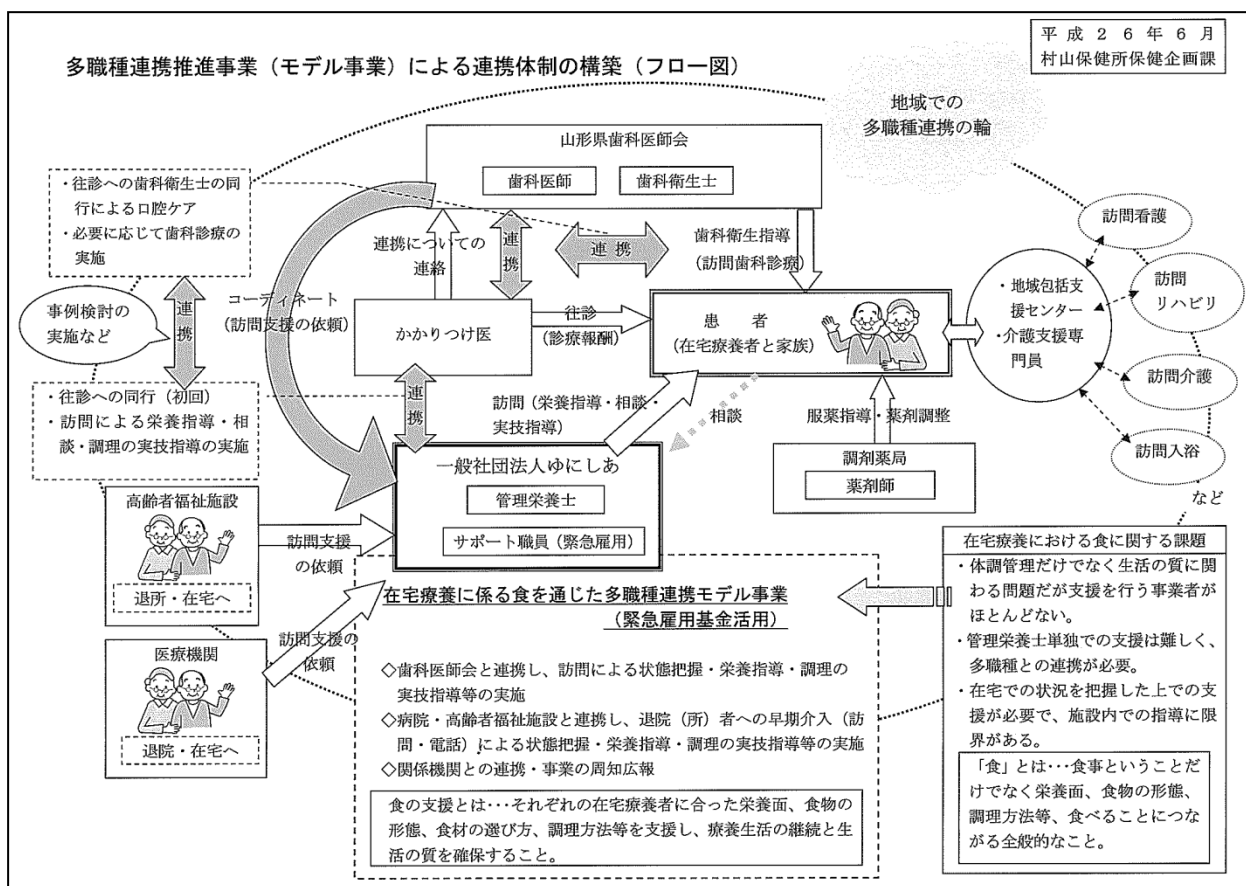 平成26年6月
村山保健所保健企画課
多職種連携推進事業（モデル事業）による連携体制の構築（フロー図）
地域での
多職種連携の輪
山形県歯科医師会
歯科医師
歯科衛生士
・往診への歯科衛生士の同
行による口腔ケア
・必要に応じて歯科診療の
実施
連携
事例検討の
実施など
・往診への同行（初回）
・訪問による栄養指導・相
談・調理の実技指導の実施
コーディネート
（訪問支援の依頼）
連携についての
連絡
連携
連携
歯科衛生指導
（訪問歯科診療）
かかりつけ医
往診
（診療報酬）
患者
（在宅療養者と家族）
・地域包括支
援センター
・介護支援専
門員
訪問看護
訪問
リハビリ
訪問介護
訪問入浴
など
連携
訪問（栄養指導・相談・
実技指導）
相談
服薬指導・薬剤調整
調剤薬局
薬剤師
一般社団法人ゆにしあ
管理栄養士
サポート職員（緊急雇用）
高齢者福祉施設
退所・在宅へ
訪問支援
の依頼
医療機関
退院・在宅へ
訪問支援の
依頼
在宅療養に係る食を通じた多職種連携モデル事業
（緊急雇用基金活用）
◇歯科医師会と連携し、訪問による状態把握・栄養指導・調理の
実技指導等の実施
◇病院・高齢者福祉施設と連携し、退院（所）者への早期介入（訪
問・電話）による状態把握・栄養指導・調理の実技指導等の実施
◇関係機関との連携・事業の周知広報
食の支援とは･･･それぞれの在宅療養者に合った栄養面、食物の
形態、食材の選び方、調理方法等を支援し、療養生活の継続と生
活の質を確保すること。
在宅療養における食に関する課題
・体調管理だけでなく生活の質に関
わる問題だが支援を行う事業者が
ほとんどない。
・管理栄養士単独での支援は難しく、
多職種との連携が必要。
・在宅での状況を把握した上での支
援が必要で、施設内での指導に限
界がある。
「食」とは･･･食事ということだ
けでなく栄養面、食物の形態、
調理方法等、食べることにつな
がる全般的なこと。